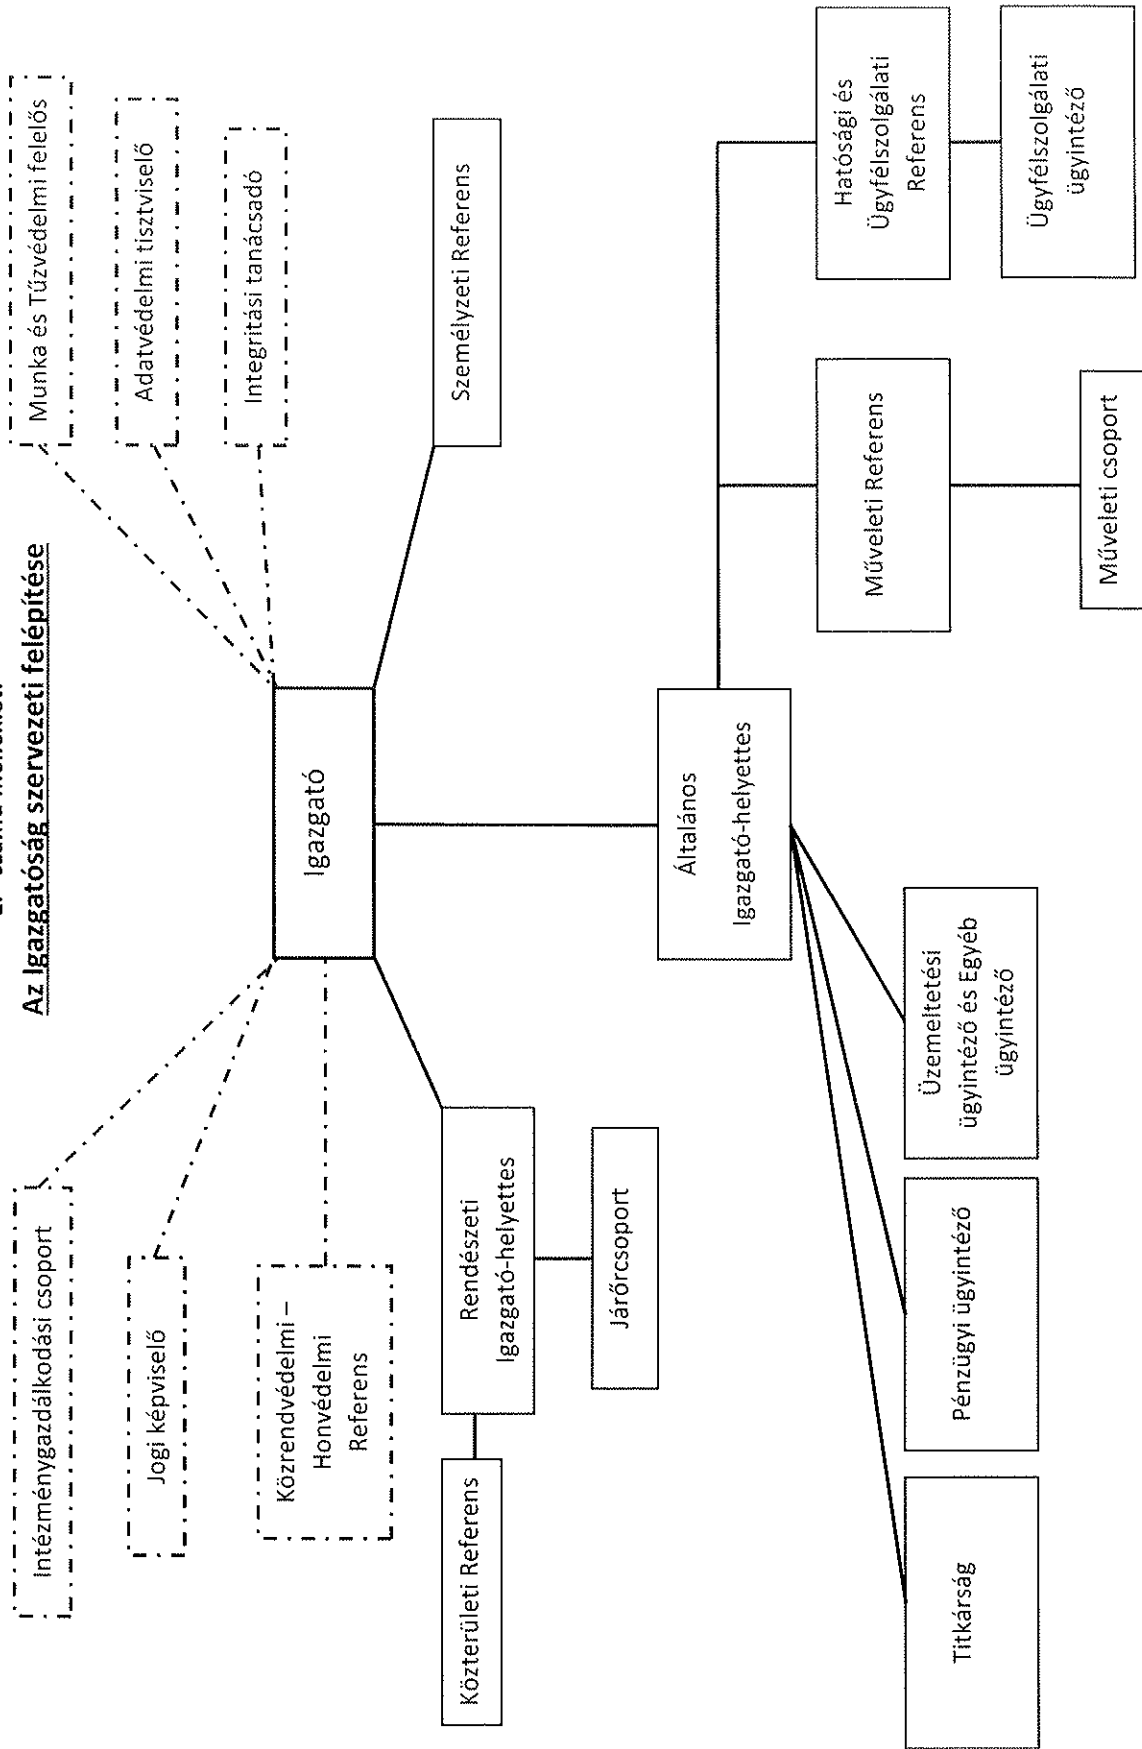 Az Igazgatóság szervezeti felépítése
Intézménygazdálkodási csoport
Munka és Tűzvédelmi felelős
Jogi képviselő
Adatvédelmi tisztviselő
Közrendvédelmi –
Honvédelmi
Referens
Integritási tanácsadó
Igazgató
Közterületi Referens
Rendészeti
Igazgató-helyettes
Személyzeti Referens
Járőrcsoport
Általános
Igazgató-helyettes
Műveleti Referens
Hatósági és
Ügyfélszolgálati
Referens
Titkárság
Pénzügyi ügyintéző
Üzemeltetési
ügyintéző és Egyéb
ügyintéző
Műveleti csoport
Ügyfélszolgálati
ügyintéző